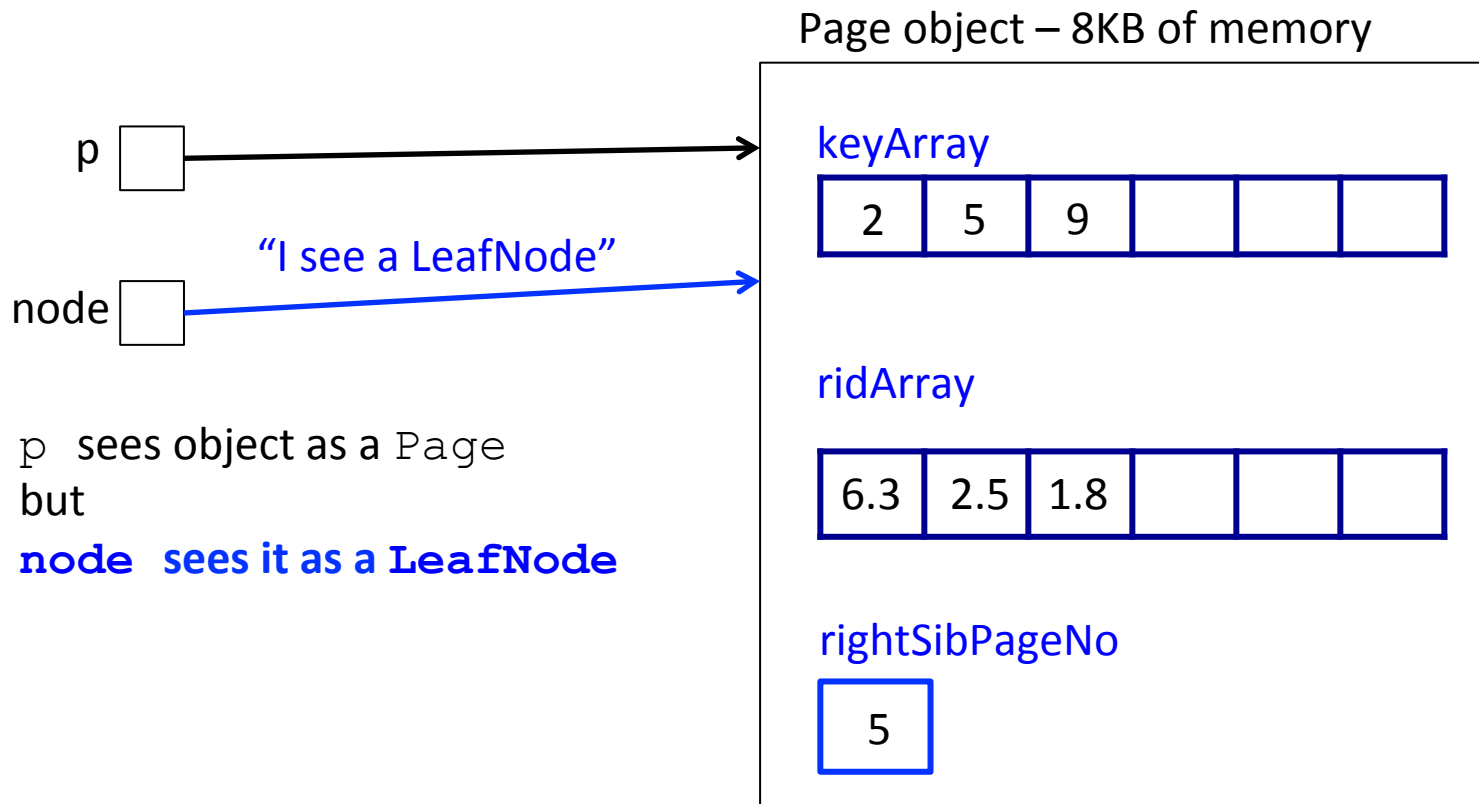 Page object – 8KB of memory
p
keyArray
2 5 9
“I see a LeafNode”
node
ridArray
p sees object as a Page
but
6.3 2.5 1.8
node sees it as a LeafNode
rightSibPageNo
5